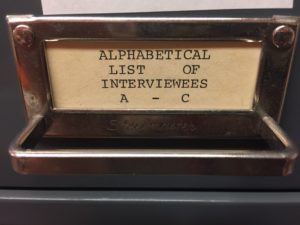 ALPHABETICAL
LIST OF
INTERVIEWEES
A - C